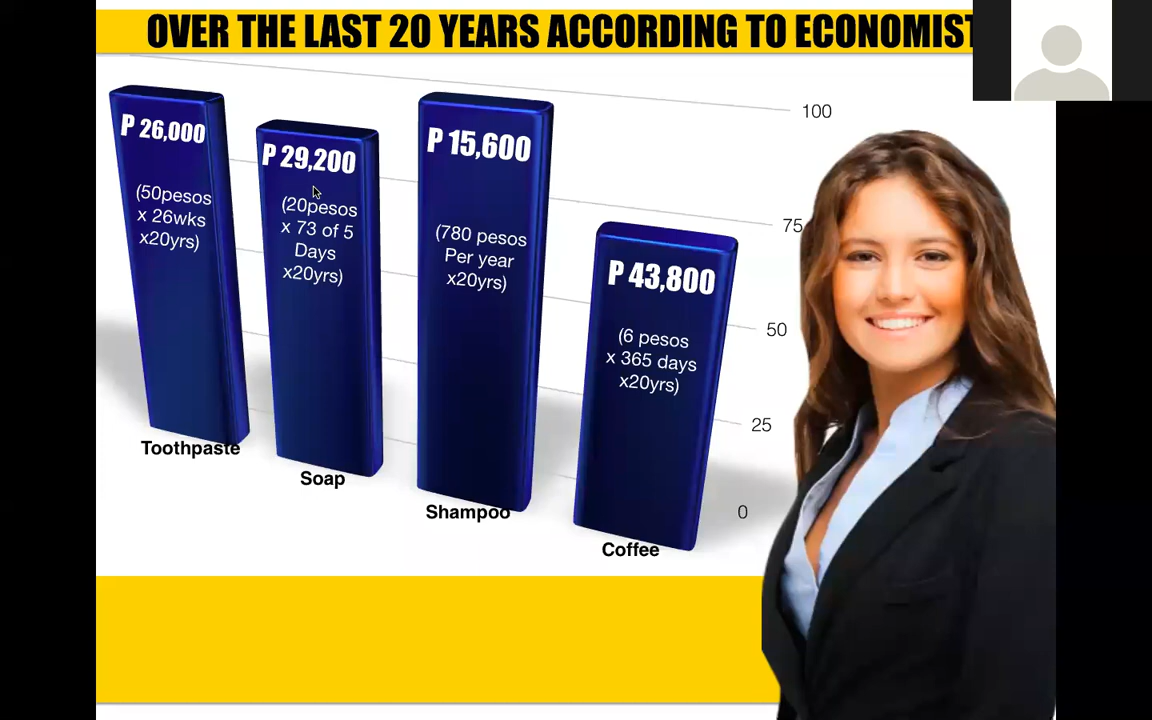 OVER THE LAST 20 YEARS ACCORDING TO ECONOMIST
P 26,000
(50pesos
x 26wks
x20yrs)
Toothpaste
P 29,200
(20pesos
x 73 of 5
Days
x20yrs)
Soap
P 15,600
(780 pesos
Per year
x20yrs)
Shampoo
P 43,800
(6 pesos
x 365 days
x20yrs)
Coffee
100
75
50
25
0